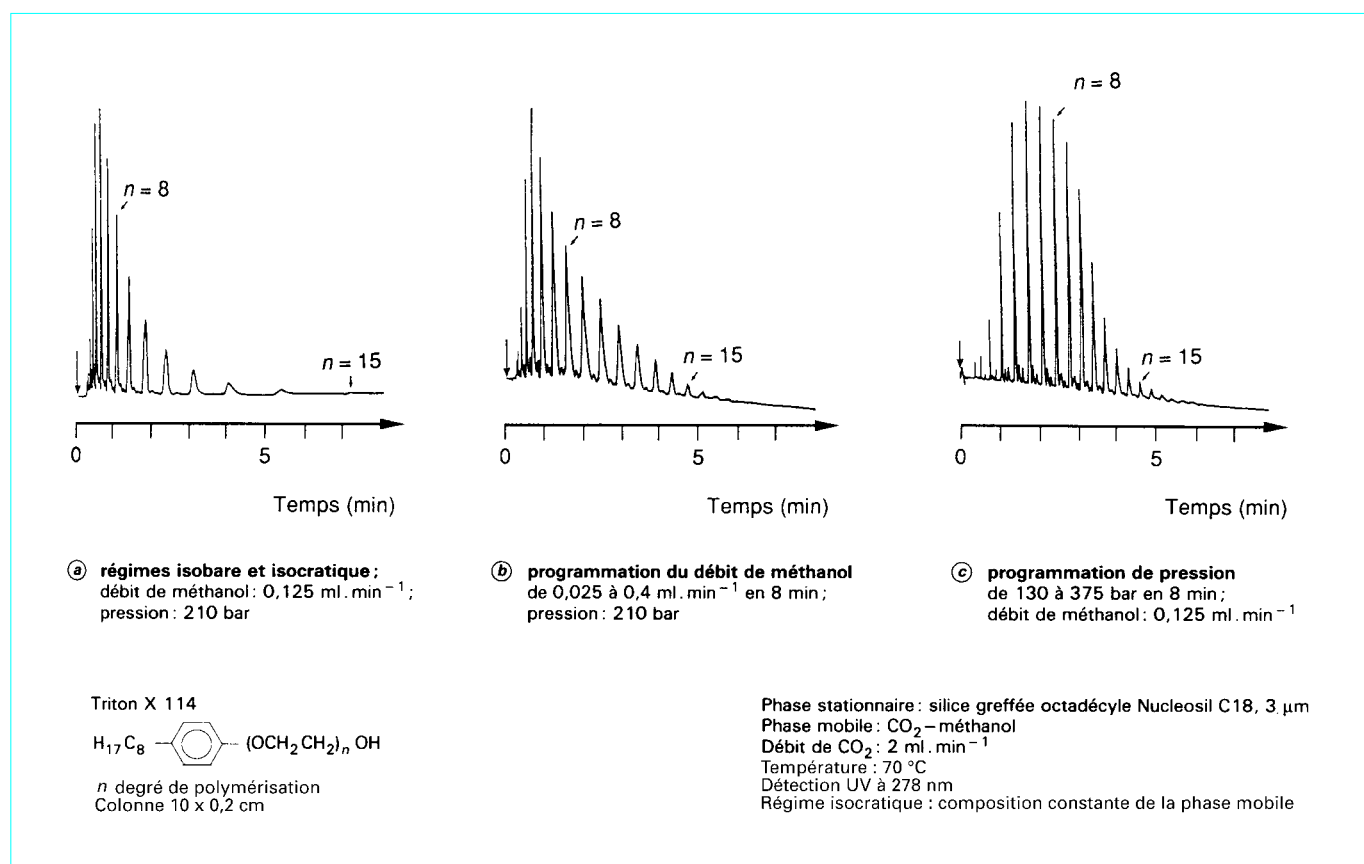 n = 8
n = 15
0
5
Temps (min)
n = 8
n = 15
0
5
Temps (min)
n = 8
n = 15
0
5
Temps (min)
ⓐ régimes isobare et isocratique ;
débit de méthanol : 0,125 ml . min⁻¹ ;
pression : 210 bar
ⓑ programmation du débit de méthanol
de 0,025 à 0,4 ml . min⁻¹ en 8 min ;
pression : 210 bar
ⓒ programmation de pression
de 130 à 375 bar en 8 min ;
débit de méthanol : 0,125 ml . min⁻¹
Triton X 114
H₁₇C₈ (OCH₂CH₂)ₙ OH
n degré de polymérisation
Colonne 10 x 0,2 cm
Phase stationnaire : silice greffée octadécyle Nucleosil C18, 3 µm
Phase mobile : CO₂–méthanol
Débit de CO₂ : 2 ml . min⁻¹
Température : 70 °C
Détection UV à 278 nm
Régime isocratique : composition constante de la phase mobile